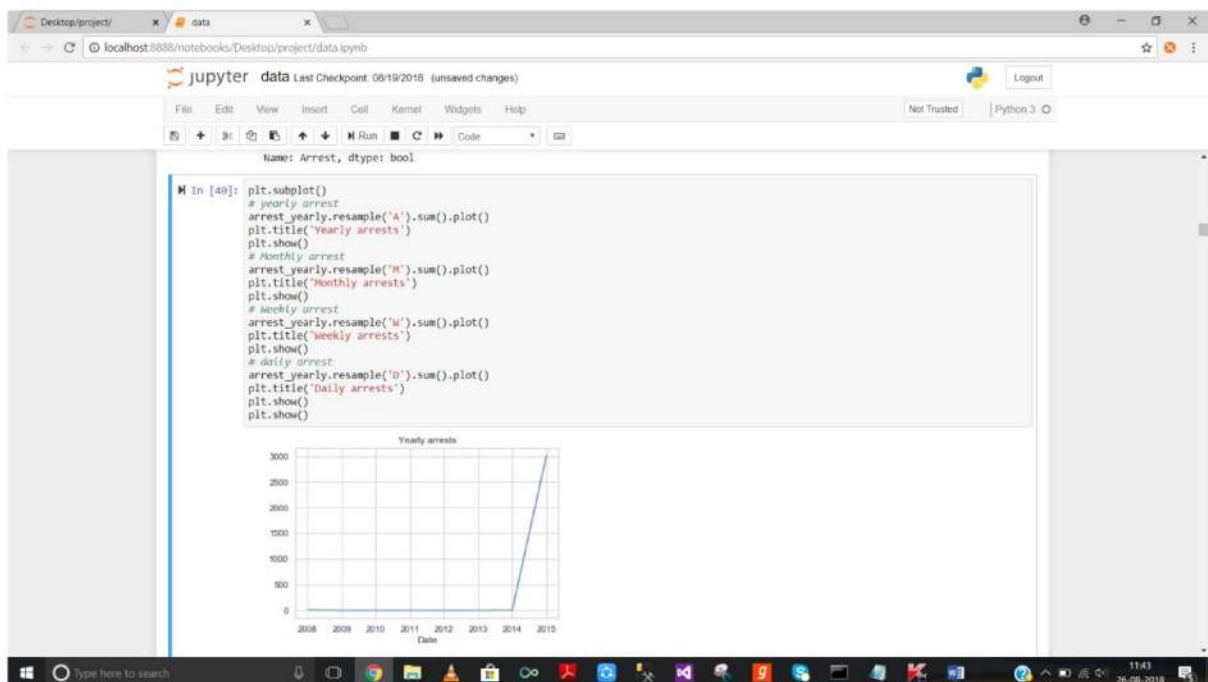 Desktop/project/ data
localhost:8888/notebooks/Desktop/project/data.ipynb
jupyter data Last Checkpoint: 08/19/2018 (unsaved changes) Logout
File Edit View Insert Cell Kernel Widgets Help Not Trusted Python 3
Run Code
Name: Arrest, dtype: bool
In [40]: plt.subplot()
# yearly arrest
arrest_yearly.resample('A').sum().plot()
plt.title('Yearly arrests')
plt.show()
# Monthly arrest
arrest_yearly.resample('M').sum().plot()
plt.title('Monthly arrests')
plt.show()
# Weekly arrest
arrest_yearly.resample('W').sum().plot()
plt.title('Weekly arrests')
plt.show()
# daily arrest
arrest_yearly.resample('D').sum().plot()
plt.title('Daily arrests')
plt.show()
plt.show()
Yearly arrests
3000
2500
2000
1500
1000
500
0
2008 2009 2010 2011 2012 2013 2014 2015
Date
Type here to search
11:43
26-08-2018